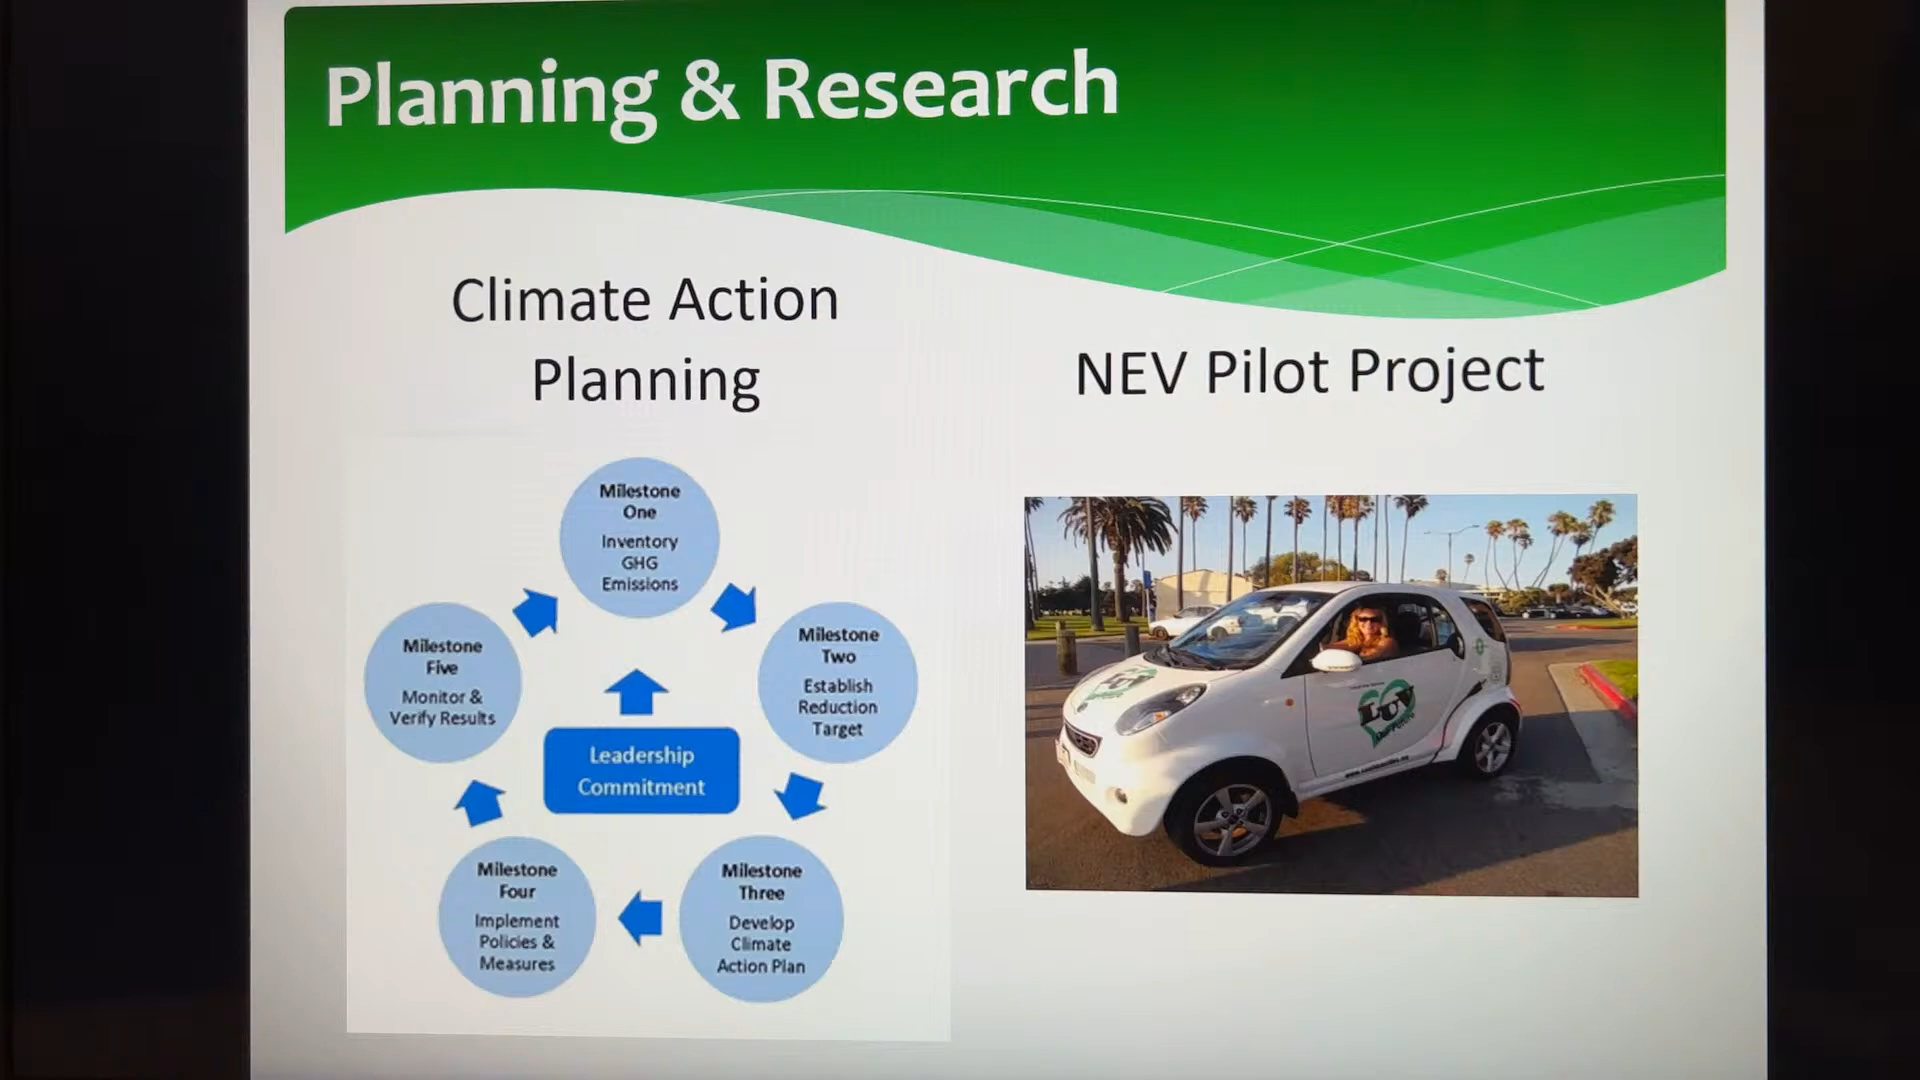 Planning & Research
Climate Action
Planning
NEV Pilot Project
Milestone
One
Inventory
GHG
Emissions
Milestone
Two
Establish
Reduction
Target
Milestone
Three
Develop
Climate
Action Plan
Milestone
Four
Implement
Policies &
Measures
Milestone
Five
Monitor &
Verify Results
Leadership
Commitment
LUV